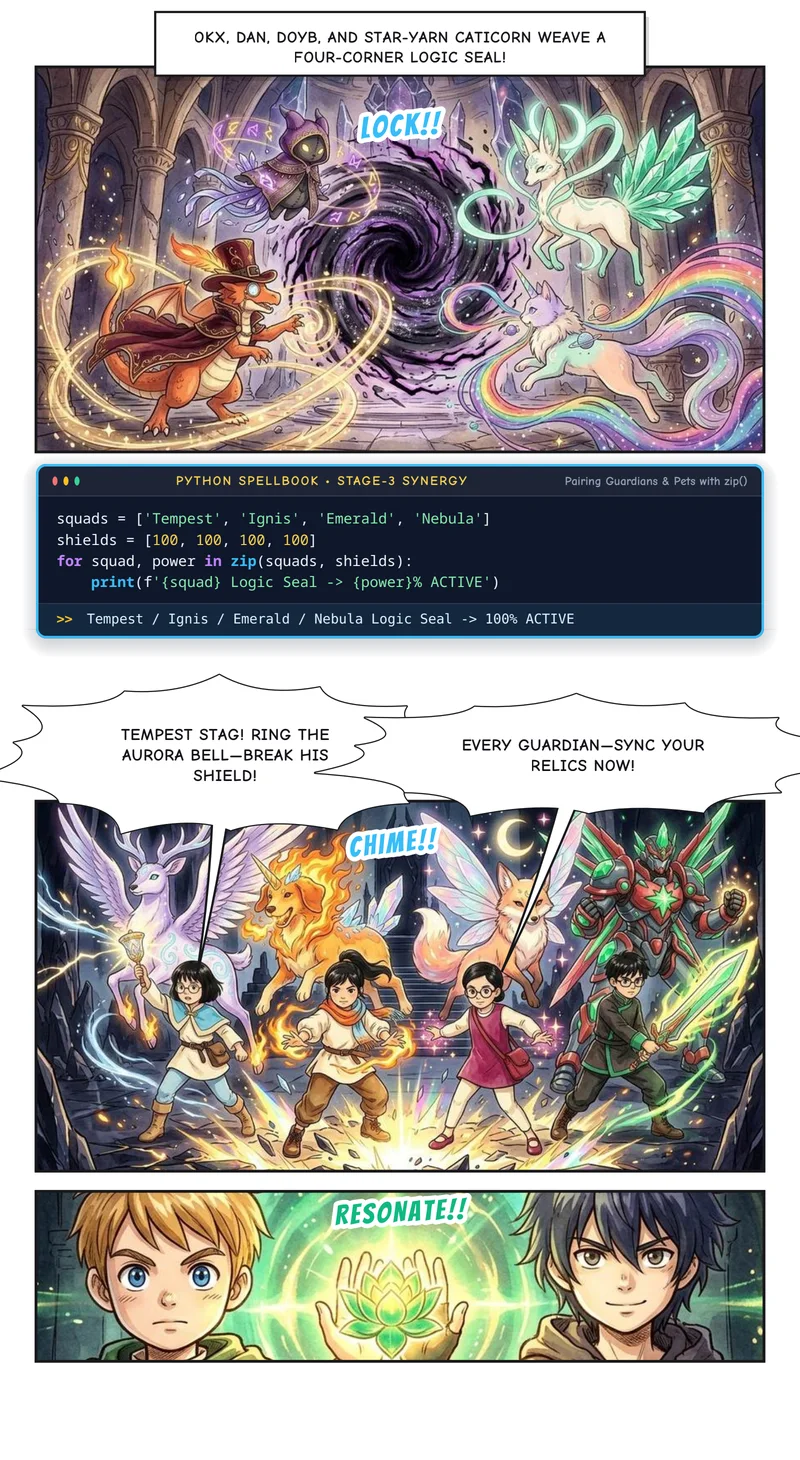 0KX, DAN, DOYB, AND STAR-YARN CATICORN WEAVE A
FOUR-CORNER LOGIC SEAL!
LOCK!!
PYTHON SPELLBOOK • STAGE-3 SYNERGY
Pairing Guardians & Pets with zip()
squads = ['Tempest', 'Ignis', 'Emerald', 'Nebula']
shields = [100, 100, 100, 100]
for squad, power in zip(squads, shields):
    print(f'{squad} Logic Seal -> {power}% ACTIVE')
>> Tempest / Ignis / Emerald / Nebula Logic Seal -> 100% ACTIVE
TEMPEST STAG! RING THE
AURORA BELL—BREAK HIS
SHIELD!
EVERY GUARDIAN—SYNC YOUR
RELICS NOW!
CHIME!!
RESONATE!!